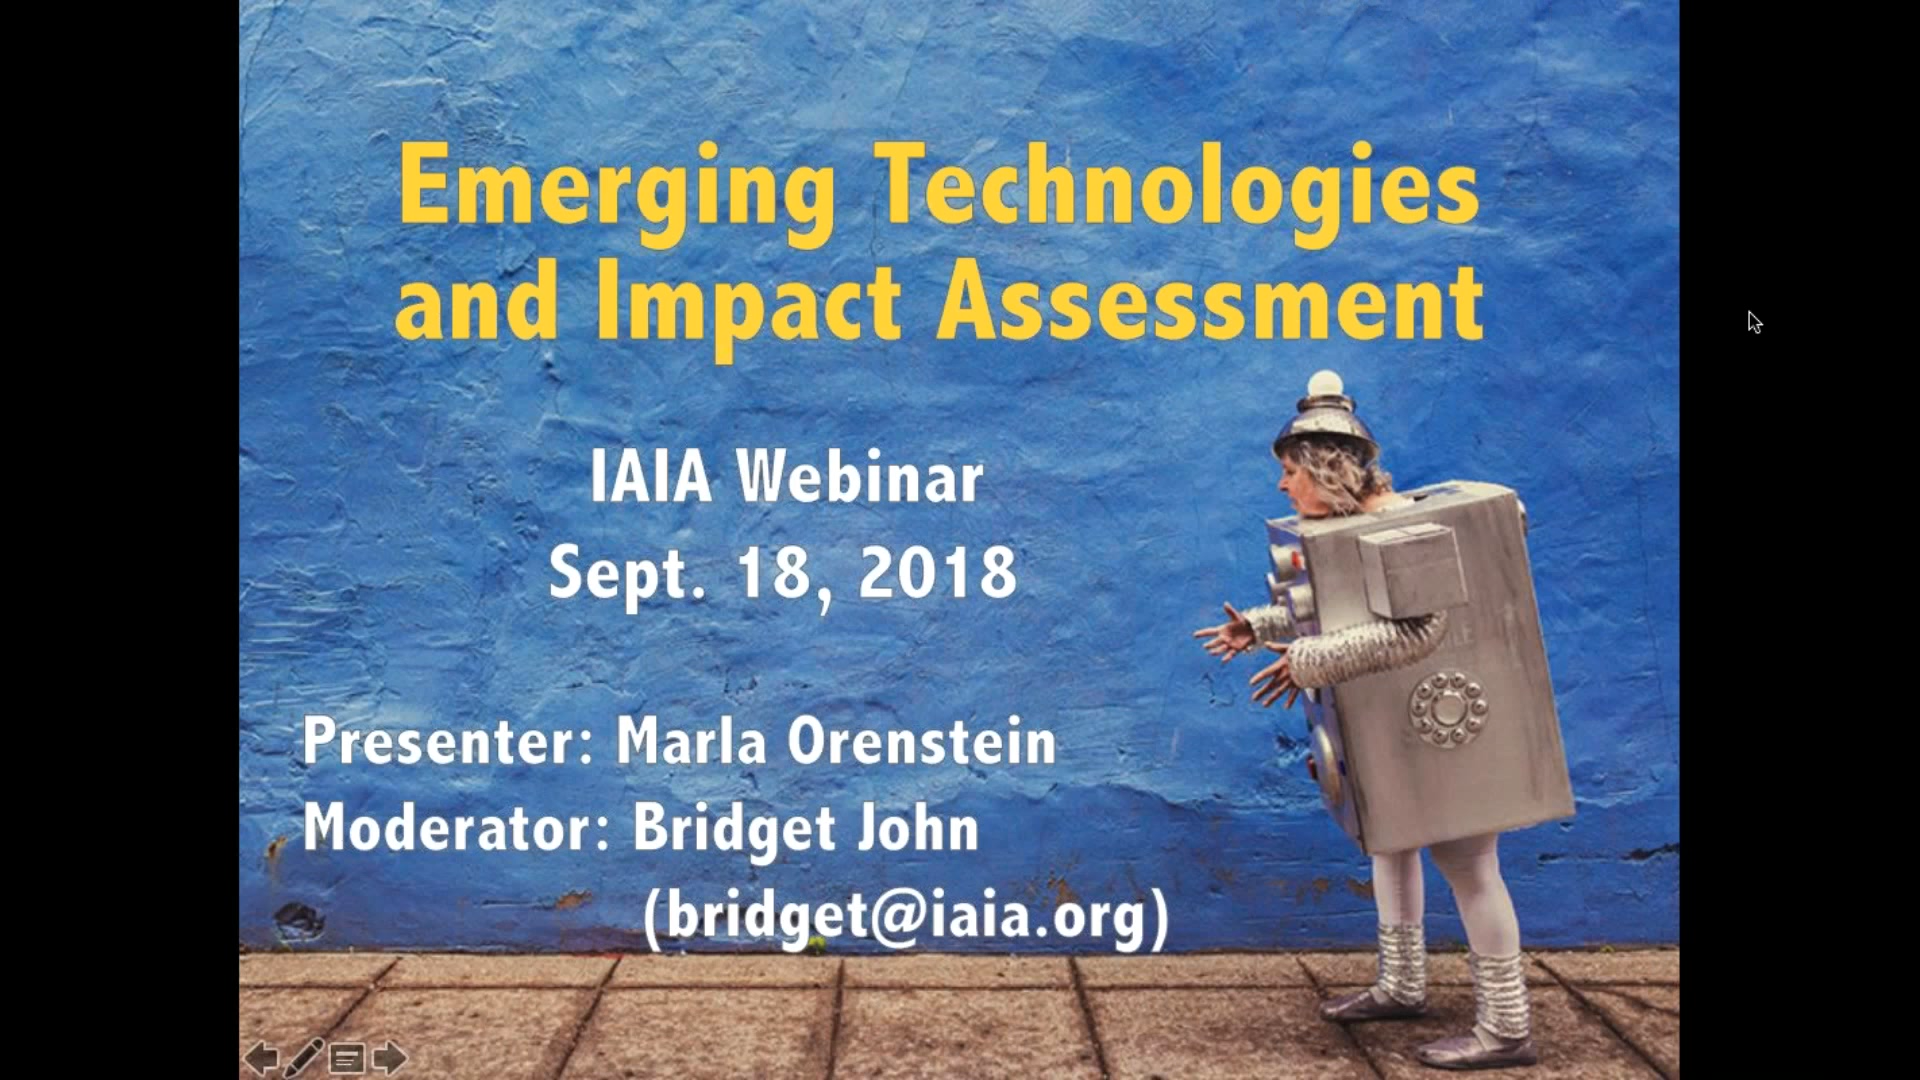 Emerging Technologies
and Impact Assessment
IAIA Webinar
Sept. 18, 2018
Presenter: Marla Orenstein
Moderator: Bridget John
(bridget@iaia.org)